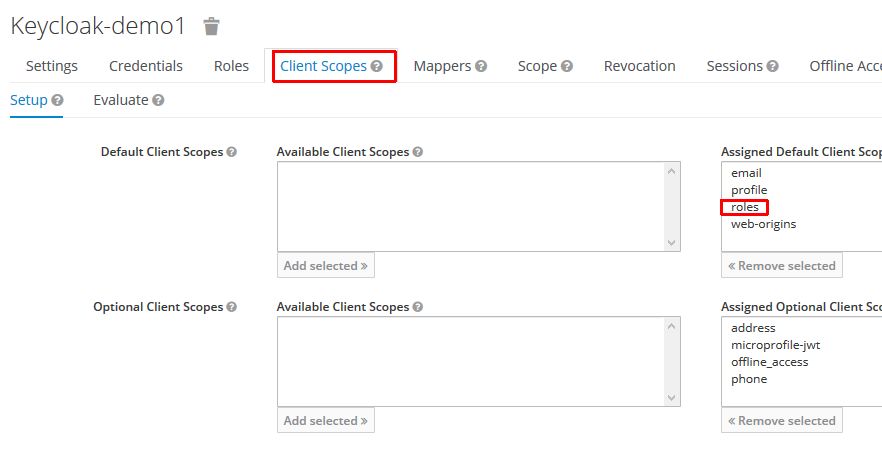 Keycloak-demo1
Settings Credentials Roles Client Scopes Mappers Scope Revocation Sessions Offline Acce
Setup Evaluate
Default Client Scopes Available Client Scopes Assigned Default Client Scop
email
profile
roles
web-origins
Add selected » « Remove selected
Optional Client Scopes Available Client Scopes Assigned Optional Client Sco
address
microprofile-jwt
offline_access
phone
Add selected » « Remove selected